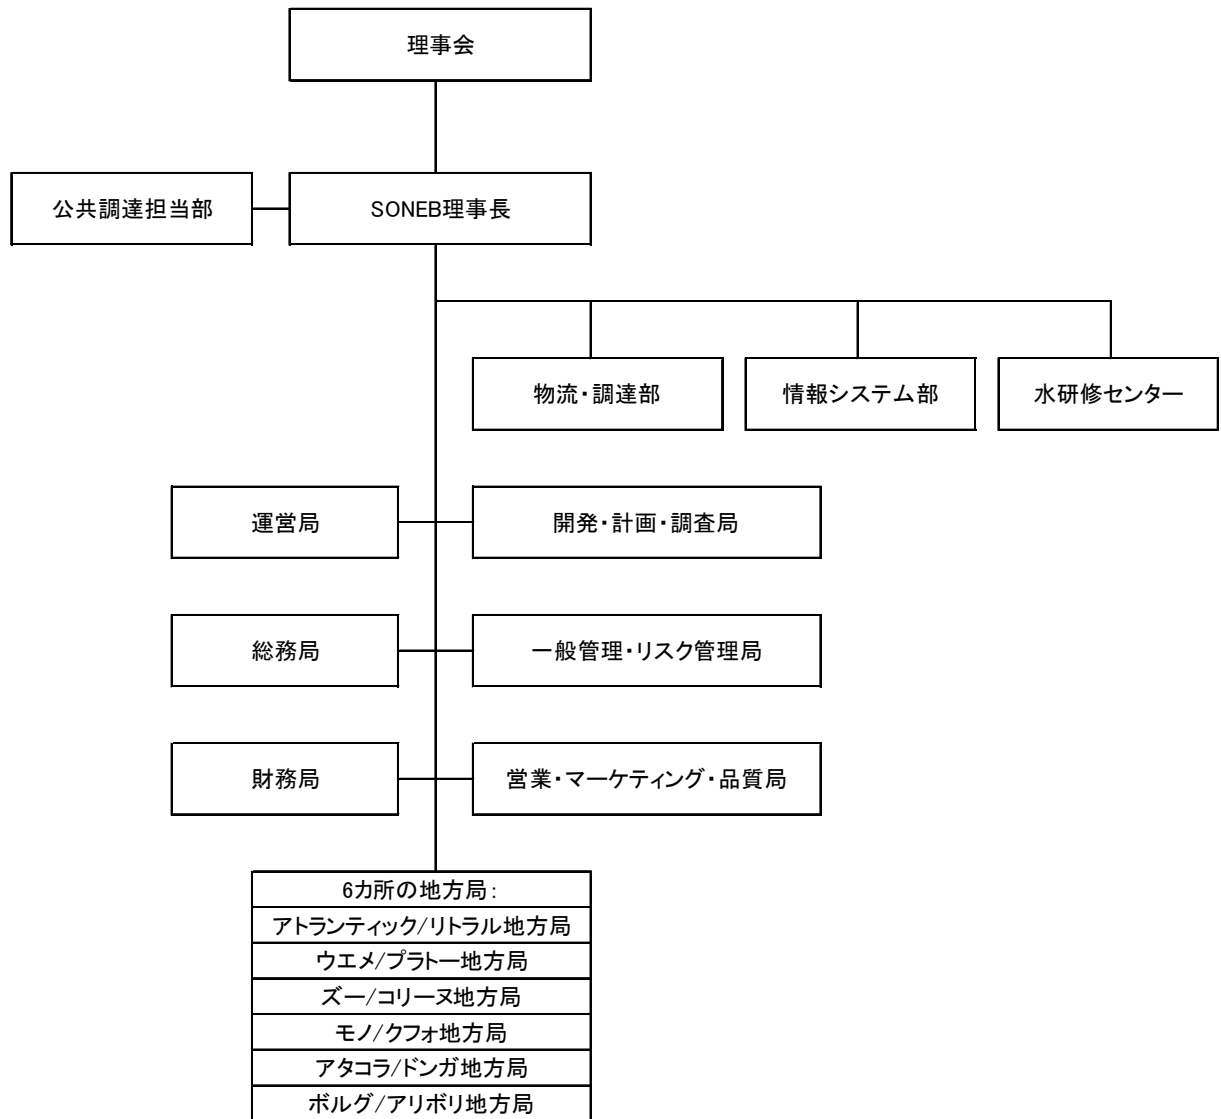 理事会
公共調達担当部
SONEB理事長
物流・調達部
情報システム部
水研修センター
運営局
開発・計画・調査局
総務局
一般管理・リスク管理局
財務局
営業・マーケティング・品質局
6カ所の地方局:
アトランティック/リトラル地方局
ウエメ/プラトー地方局
ズー/コリーヌ地方局
モノ/クフォ地方局
アタコラ/ドンガ地方局
ボルグ/アリボリ地方局